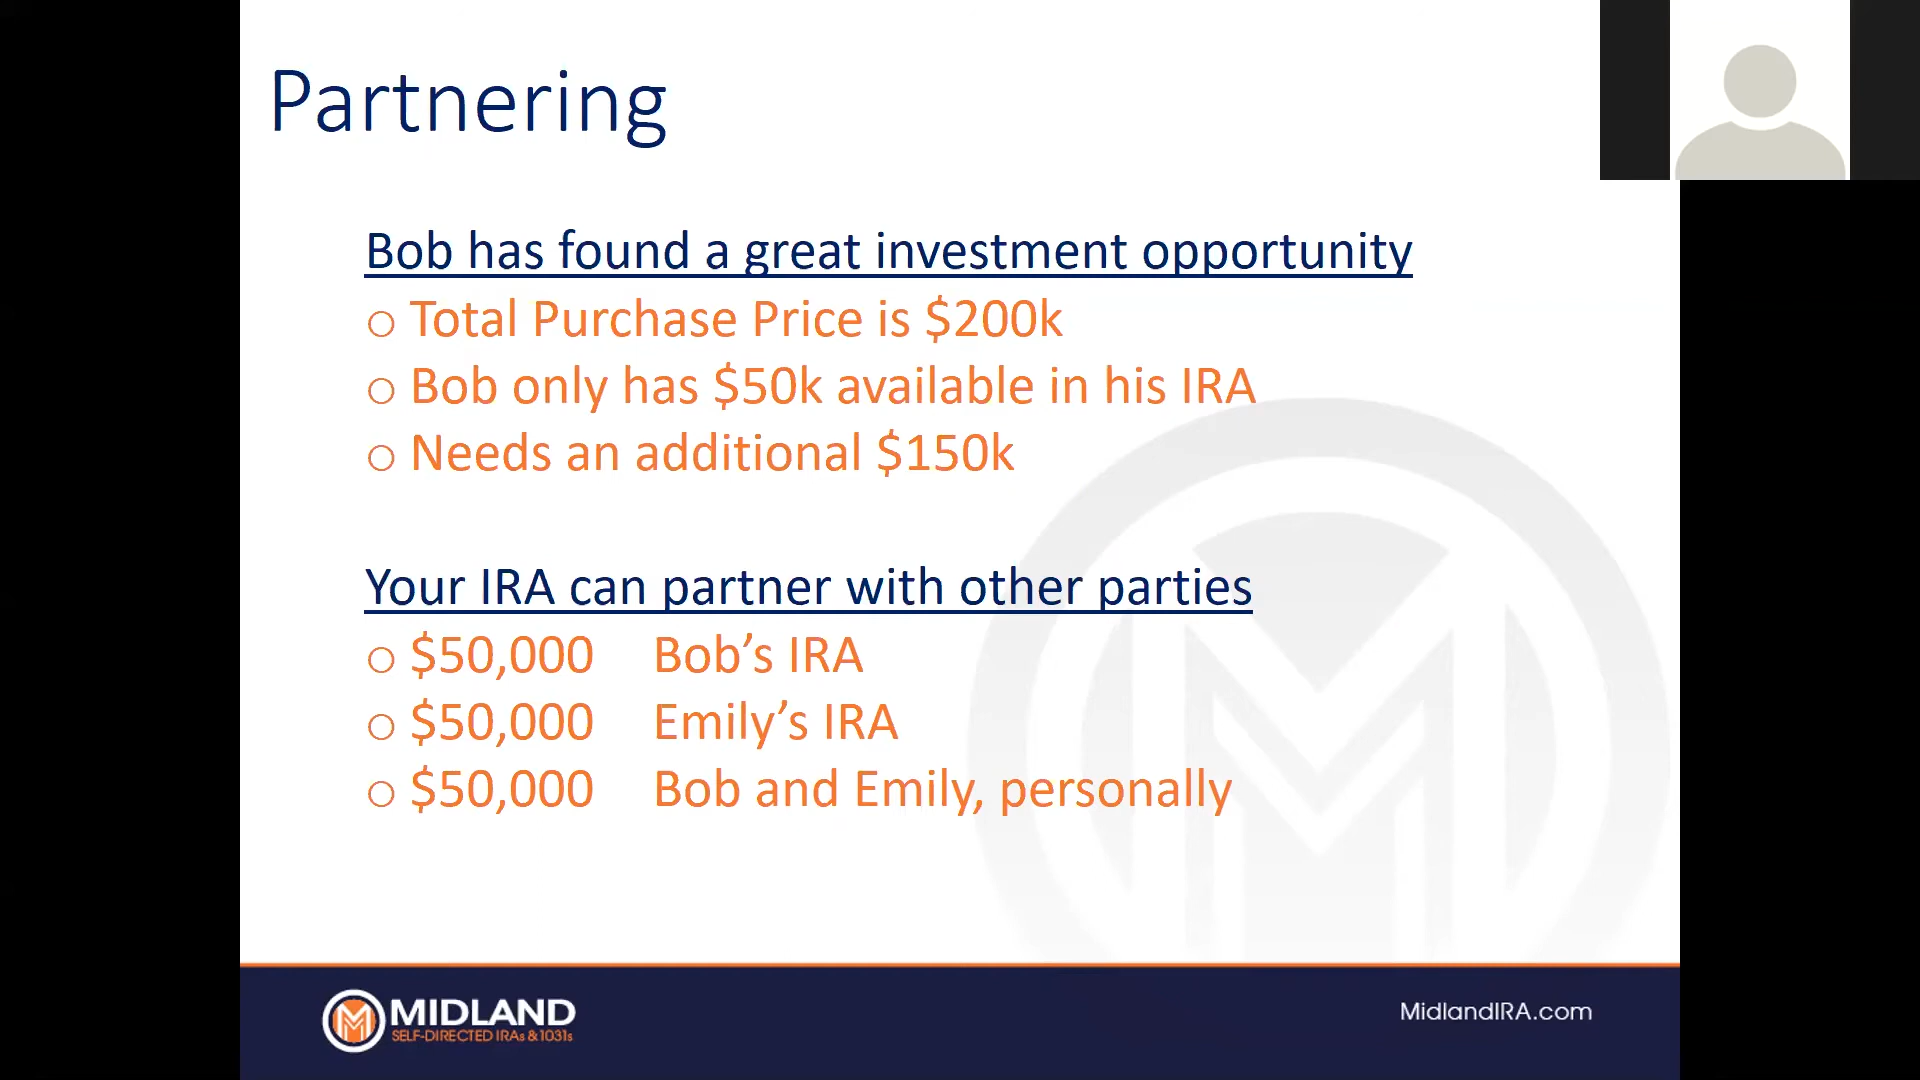 Partnering
Bob has found a great investment opportunity
o Total Purchase Price is $200k
o Bob only has $50k available in his IRA
o Needs an additional $150k
Your IRA can partner with other parties
o $50,000 Bob’s IRA
o $50,000 Emily’s IRA
o $50,000 Bob and Emily, personally
MIDLAND
SELF-DIRECTED IRAs & 1031s
MidlandIRA.com